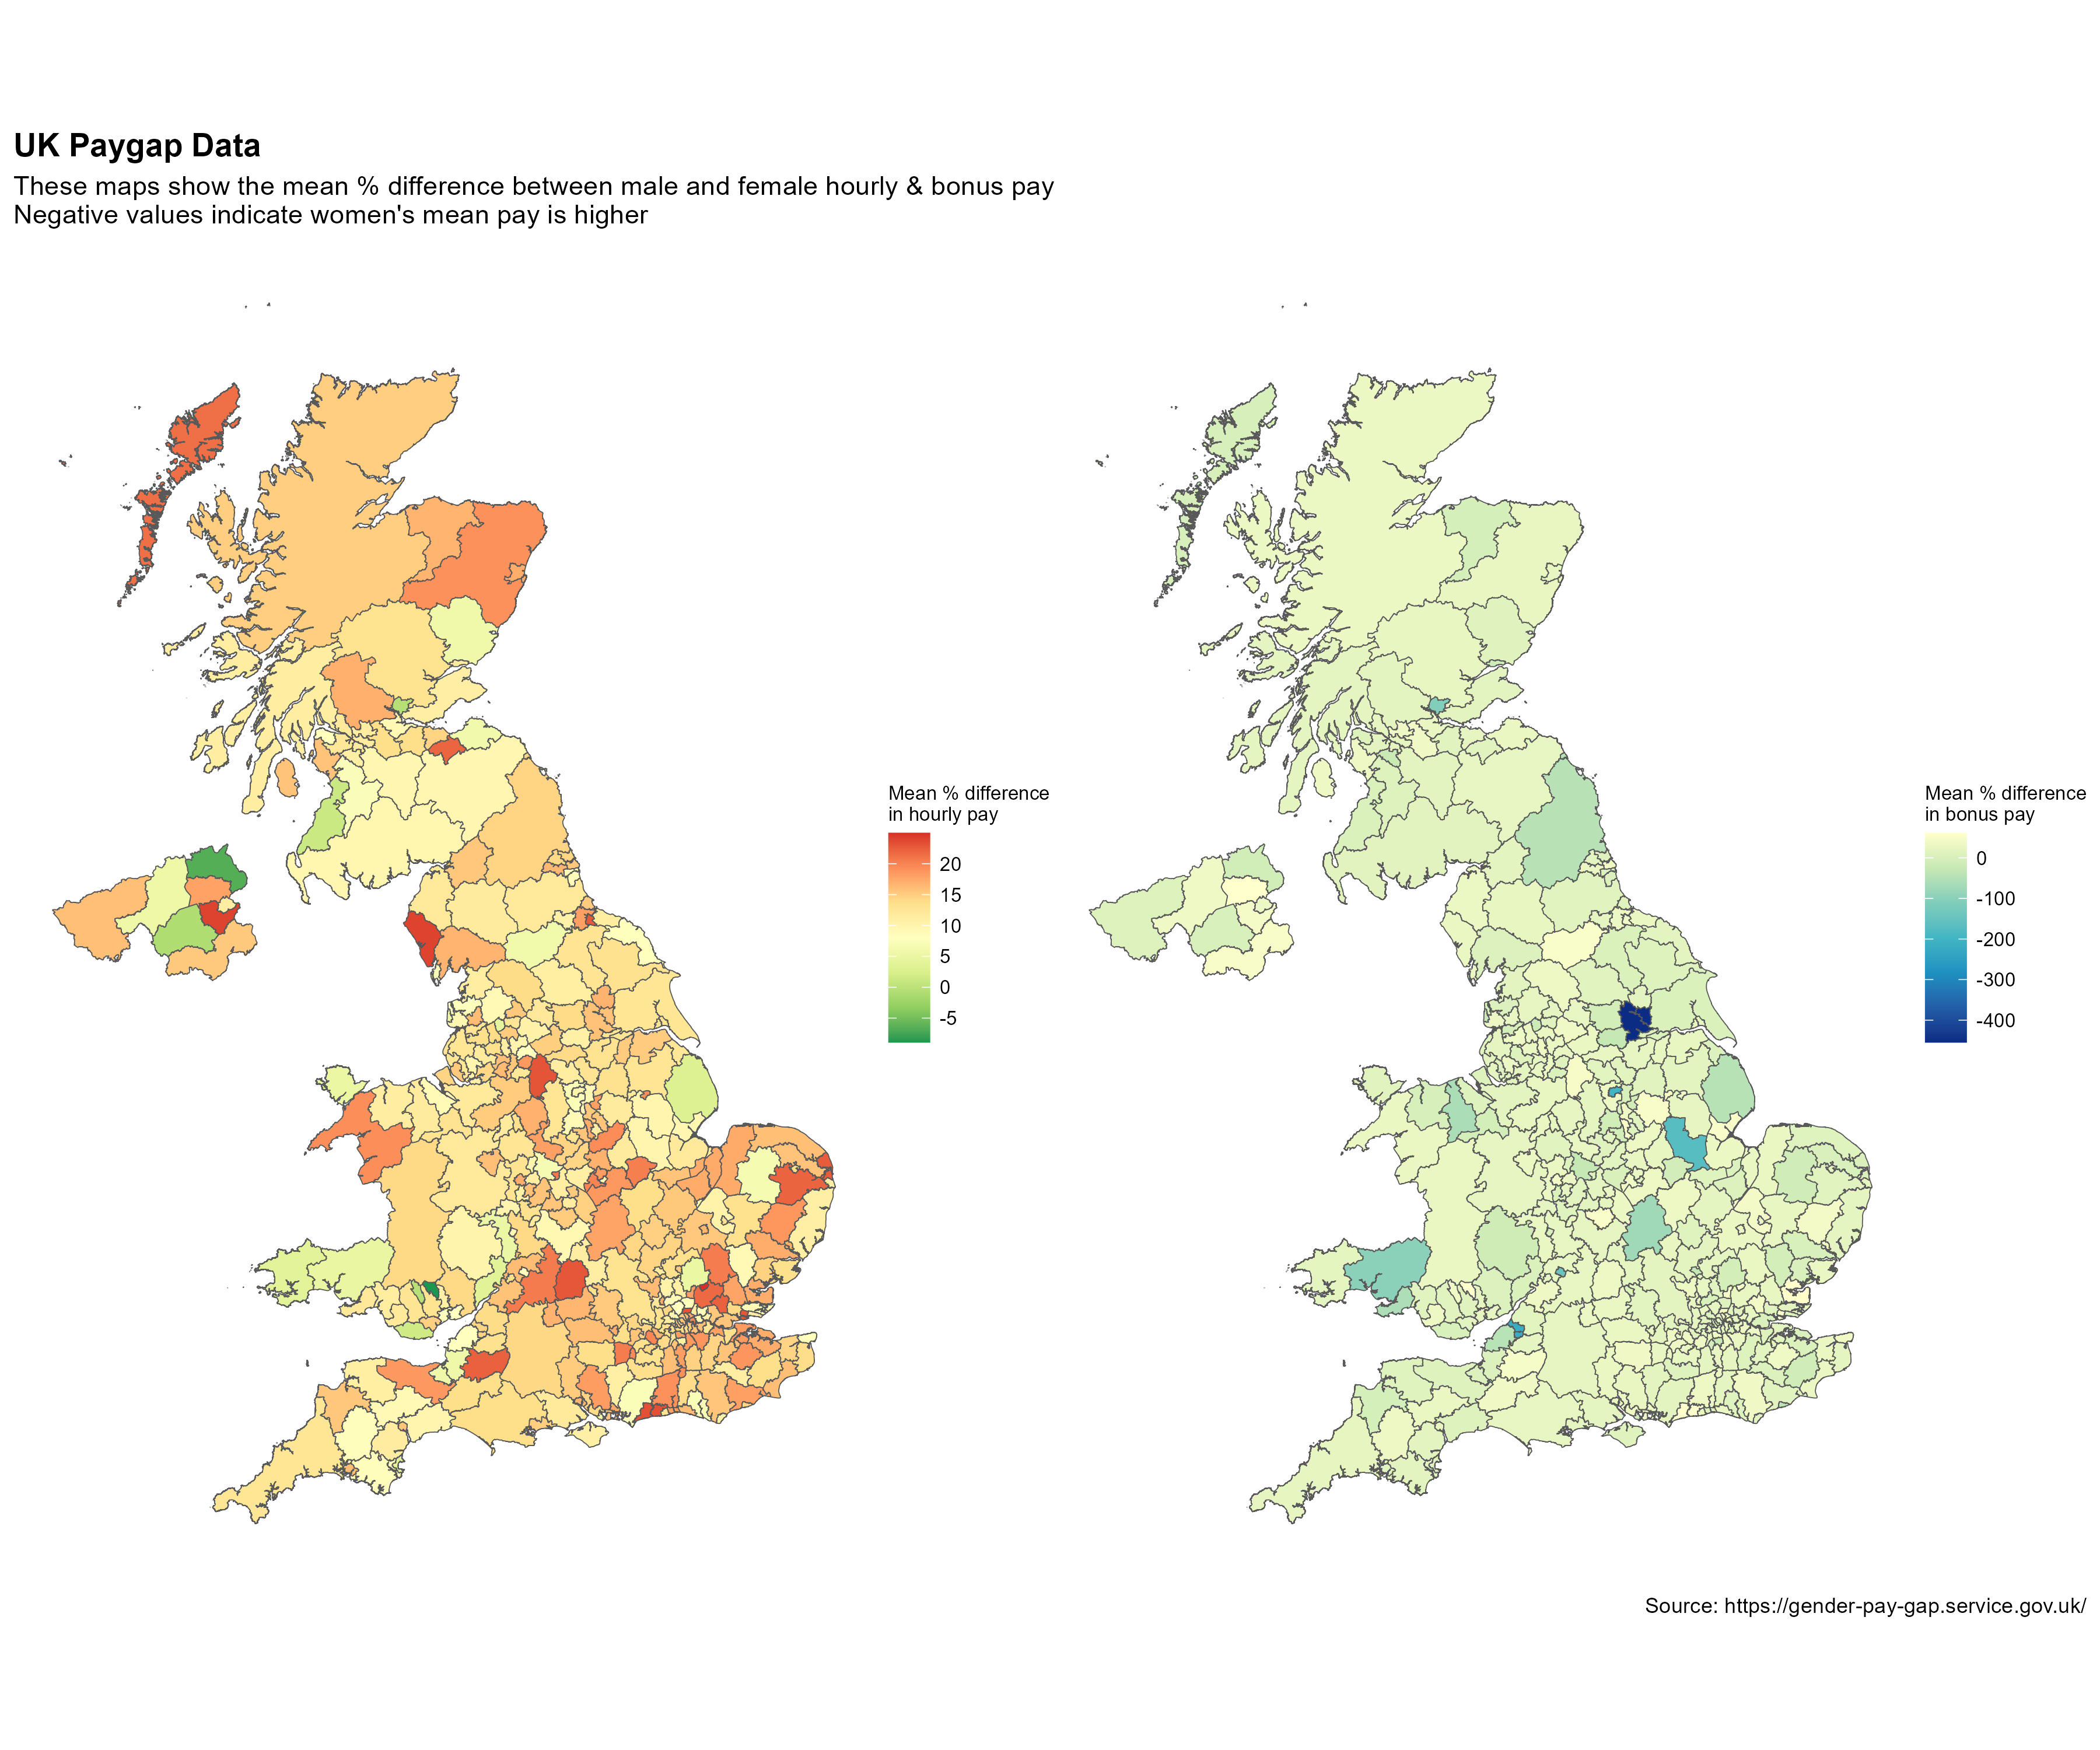 UK Paygap Data
These maps show the mean % difference between male and female hourly & bonus pay
Negative values indicate women's mean pay is higher
Mean % difference
in hourly pay
20
15
10
5
0
-5
Mean % difference
in bonus pay
0
-100
-200
-300
-400
Source: https://gender-pay-gap.service.gov.uk/